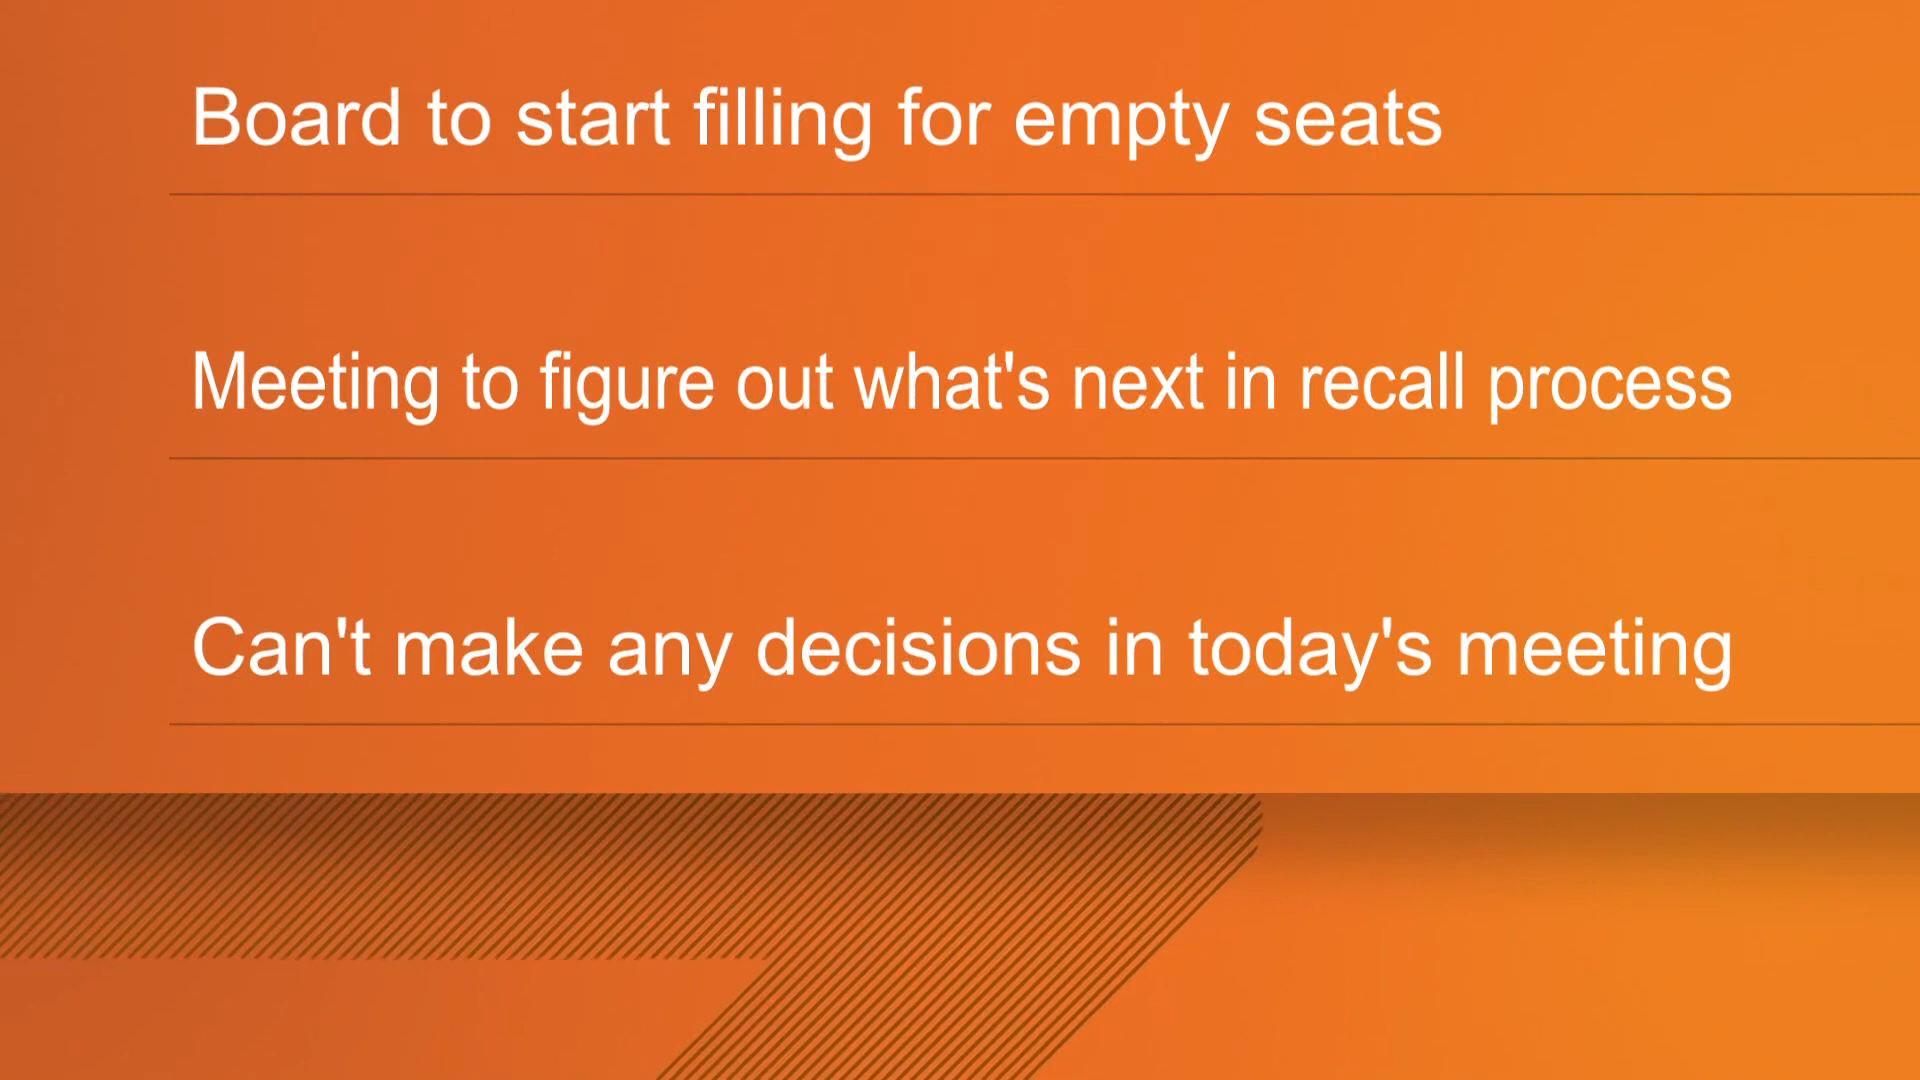 Board to start filling for empty seats
Meeting to figure out what's next in recall process
Can't make any decisions in today's meeting